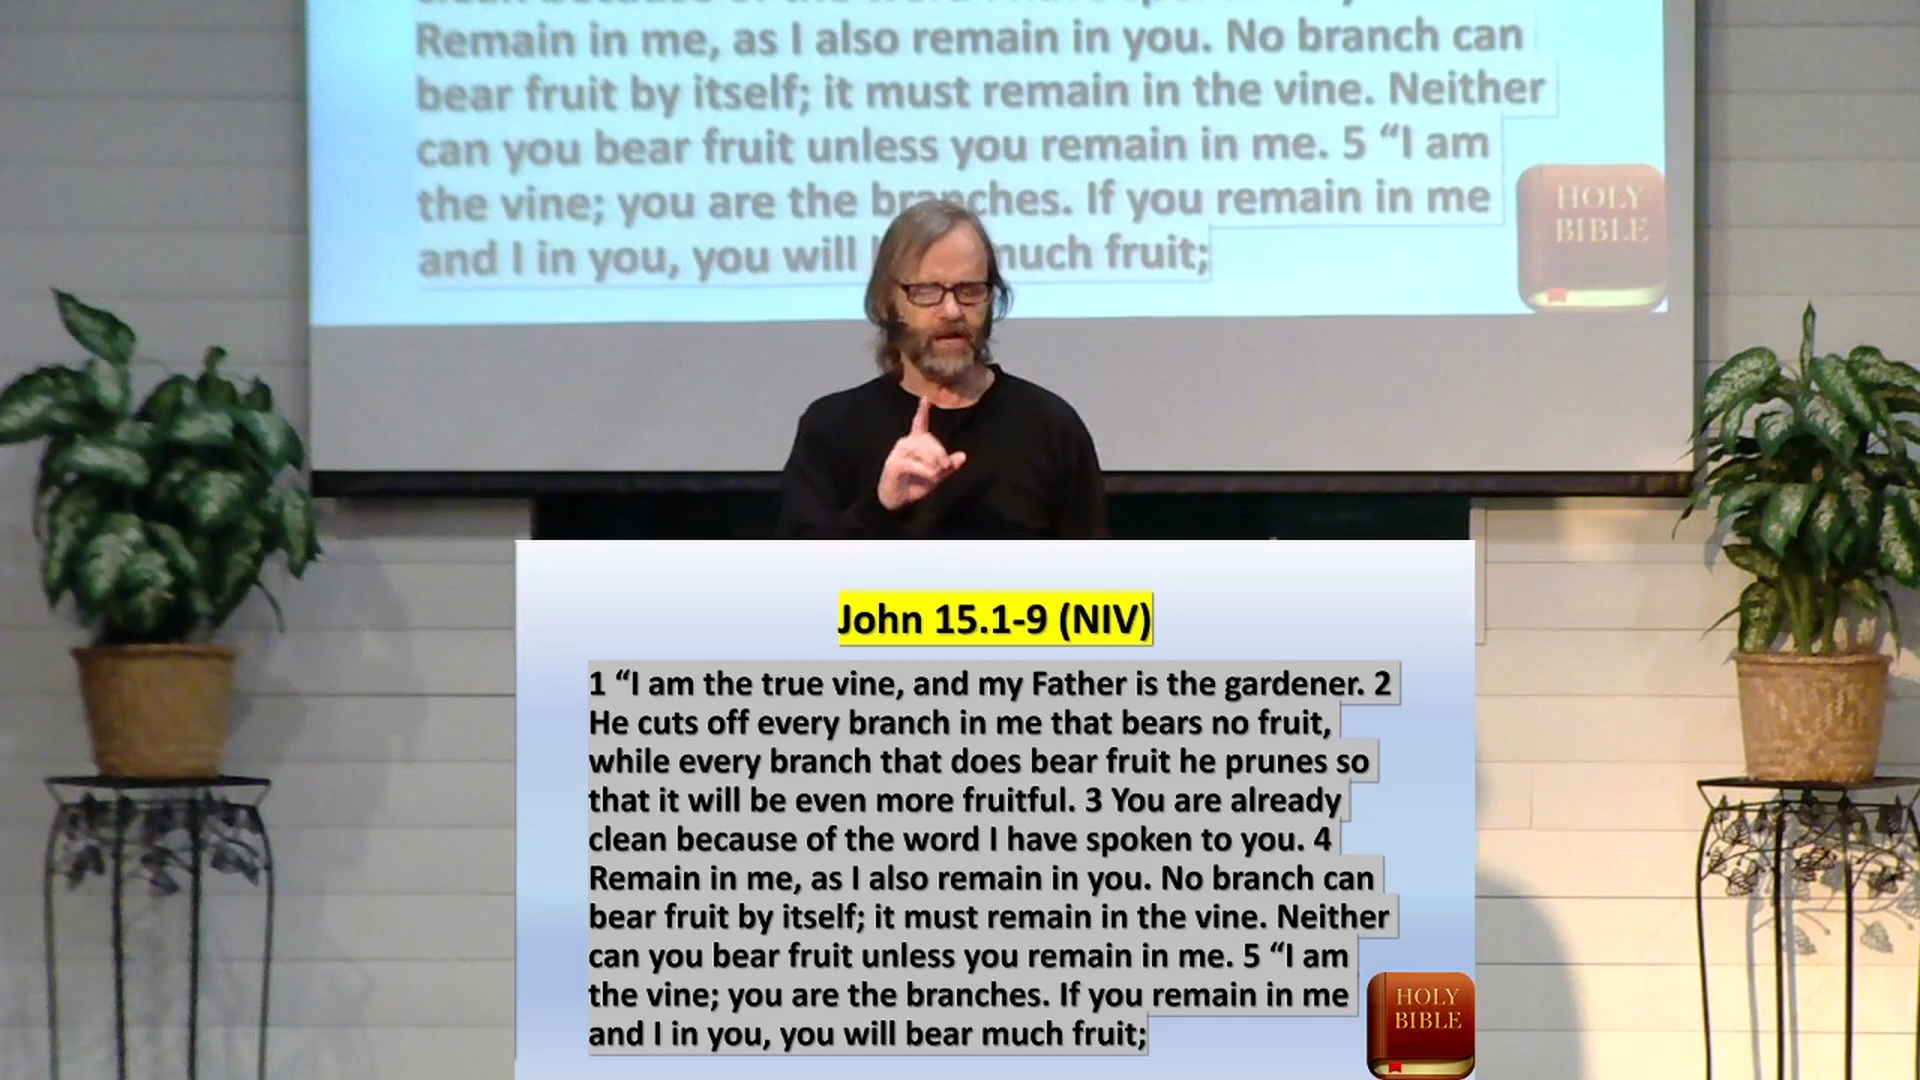 Remain in me, as I also remain in you. No branch can
bear fruit by itself; it must remain in the vine. Neither
can you bear fruit unless you remain in me. 5 “I am
the vine; you are the branches. If you remain in me
and I in you, you will much fruit;
HOLY
BIBLE
John 15.1-9 (NIV)
1 “I am the true vine, and my Father is the gardener. 2
He cuts off every branch in me that bears no fruit,
while every branch that does bear fruit he prunes so
that it will be even more fruitful. 3 You are already
clean because of the word I have spoken to you. 4
Remain in me, as I also remain in you. No branch can
bear fruit by itself; it must remain in the vine. Neither
can you bear fruit unless you remain in me. 5 “I am
the vine; you are the branches. If you remain in me
and I in you, you will bear much fruit;
HOLY
BIBLE